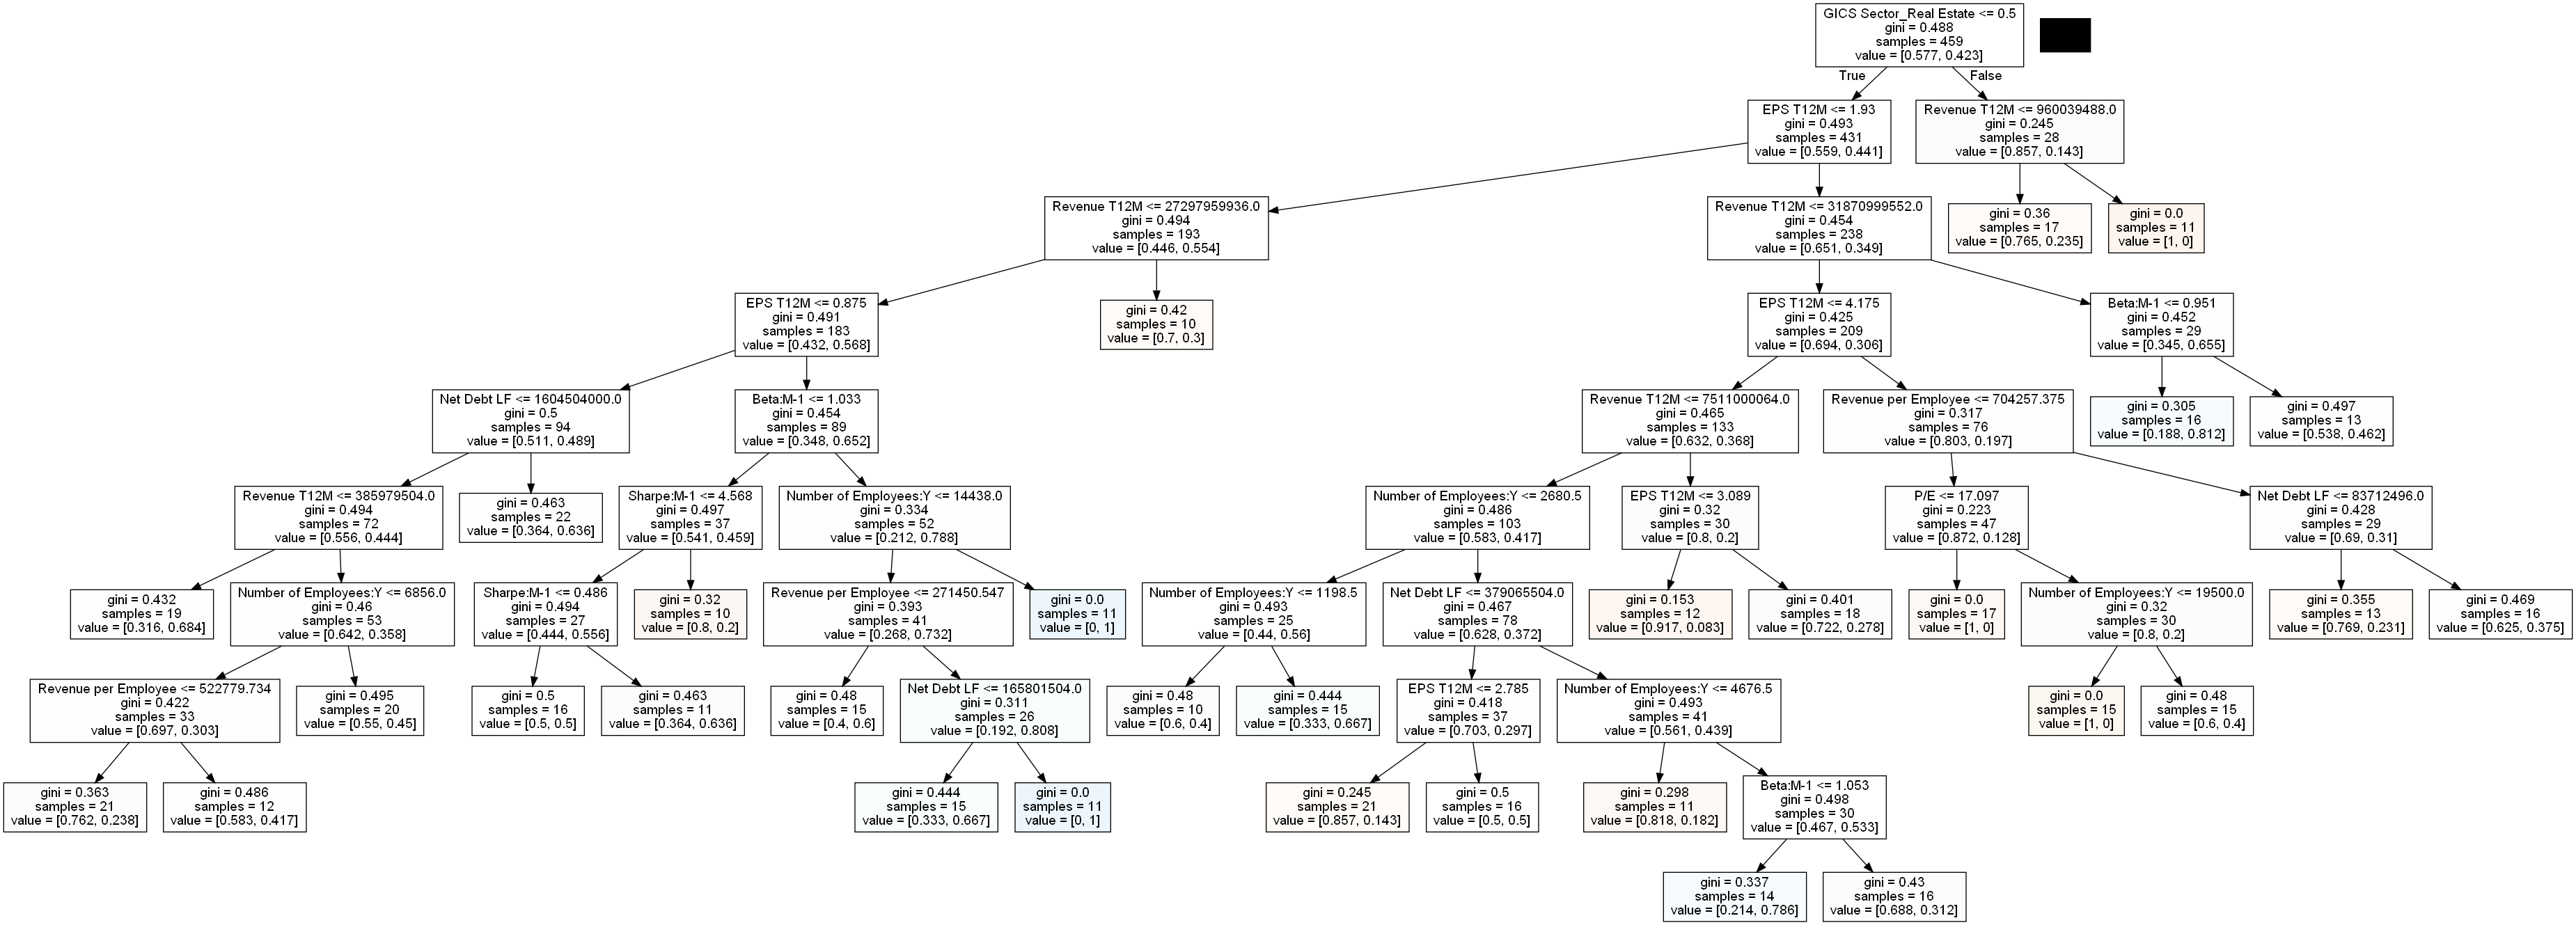 GICS Sector_Real Estate <= 0.5
gini = 0.488
samples = 459
value = [0.577, 0.423]
True
False
EPS T12M <= 1.93
gini = 0.493
samples = 431
value = [0.559, 0.441]
Revenue T12M <= 960039488.0
gini = 0.245
samples = 28
value = [0.857, 0.143]
Revenue T12M <= 27297959936.0
gini = 0.494
samples = 193
value = [0.446, 0.554]
Revenue T12M <= 31870999552.0
gini = 0.454
samples = 238
value = [0.651, 0.349]
gini = 0.36
samples = 17
value = [0.765, 0.235]
gini = 0.0
samples = 11
value = [1, 0]
EPS T12M <= 0.875
gini = 0.491
samples = 183
value = [0.432, 0.568]
gini = 0.42
samples = 10
value = [0.7, 0.3]
EPS T12M <= 4.175
gini = 0.425
samples = 209
value = [0.694, 0.306]
Beta:M-1 <= 0.951
gini = 0.452
samples = 29
value = [0.345, 0.655]
Net Debt LF <= 1604504000.0
gini = 0.5
samples = 94
value = [0.511, 0.489]
Beta:M-1 <= 1.033
gini = 0.454
samples = 89
value = [0.348, 0.652]
Revenue T12M <= 7511000064.0
gini = 0.465
samples = 133
value = [0.632, 0.368]
Revenue per Employee <= 704257.375
gini = 0.317
samples = 76
value = [0.803, 0.197]
gini = 0.305
samples = 16
value = [0.188, 0.812]
gini = 0.497
samples = 13
value = [0.538, 0.462]
Revenue T12M <= 385979504.0
gini = 0.494
samples = 72
value = [0.556, 0.444]
gini = 0.463
samples = 22
value = [0.364, 0.636]
Sharpe:M-1 <= 4.568
gini = 0.497
samples = 37
value = [0.541, 0.459]
Number of Employees:Y <= 14438.0
gini = 0.334
samples = 52
value = [0.212, 0.788]
Number of Employees:Y <= 2680.5
gini = 0.486
samples = 103
value = [0.583, 0.417]
EPS T12M <= 3.089
gini = 0.32
samples = 30
value = [0.8, 0.2]
P/E <= 17.097
gini = 0.223
samples = 47
value = [0.872, 0.128]
Net Debt LF <= 83712496.0
gini = 0.428
samples = 29
value = [0.69, 0.31]
gini = 0.432
samples = 19
value = [0.316, 0.684]
Number of Employees:Y <= 6856.0
gini = 0.46
samples = 53
value = [0.642, 0.358]
Sharpe:M-1 <= 0.486
gini = 0.494
samples = 27
value = [0.444, 0.556]
gini = 0.32
samples = 10
value = [0.8, 0.2]
Revenue per Employee <= 271450.547
gini = 0.393
samples = 41
value = [0.268, 0.732]
gini = 0.0
samples = 11
value = [0, 1]
Number of Employees:Y <= 1198.5
gini = 0.493
samples = 25
value = [0.44, 0.56]
Net Debt LF <= 379065504.0
gini = 0.467
samples = 78
value = [0.628, 0.372]
gini = 0.153
samples = 12
value = [0.917, 0.083]
gini = 0.401
samples = 18
value = [0.722, 0.278]
gini = 0.0
samples = 17
value = [1, 0]
Number of Employees:Y <= 19500.0
gini = 0.32
samples = 30
value = [0.8, 0.2]
gini = 0.355
samples = 13
value = [0.769, 0.231]
gini = 0.469
samples = 16
value = [0.625, 0.375]
Revenue per Employee <= 522779.734
gini = 0.422
samples = 33
value = [0.697, 0.303]
gini = 0.495
samples = 20
value = [0.55, 0.45]
gini = 0.5
samples = 16
value = [0.5, 0.5]
gini = 0.463
samples = 11
value = [0.364, 0.636]
gini = 0.48
samples = 15
value = [0.4, 0.6]
Net Debt LF <= 165801504.0
gini = 0.311
samples = 26
value = [0.192, 0.808]
gini = 0.48
samples = 10
value = [0.6, 0.4]
gini = 0.444
samples = 15
value = [0.333, 0.667]
EPS T12M <= 2.785
gini = 0.418
samples = 37
value = [0.703, 0.297]
Number of Employees:Y <= 4676.5
gini = 0.493
samples = 41
value = [0.561, 0.439]
gini = 0.0
samples = 15
value = [1, 0]
gini = 0.48
samples = 15
value = [0.6, 0.4]
gini = 0.363
samples = 21
value = [0.762, 0.238]
gini = 0.486
samples = 12
value = [0.583, 0.417]
gini = 0.444
samples = 15
value = [0.333, 0.667]
gini = 0.0
samples = 11
value = [0, 1]
gini = 0.245
samples = 21
value = [0.857, 0.143]
gini = 0.5
samples = 16
value = [0.5, 0.5]
gini = 0.298
samples = 11
value = [0.818, 0.182]
Beta:M-1 <= 1.053
gini = 0.498
samples = 30
value = [0.467, 0.533]
gini = 0.337
samples = 14
value = [0.214, 0.786]
gini = 0.43
samples = 16
value = [0.688, 0.312]